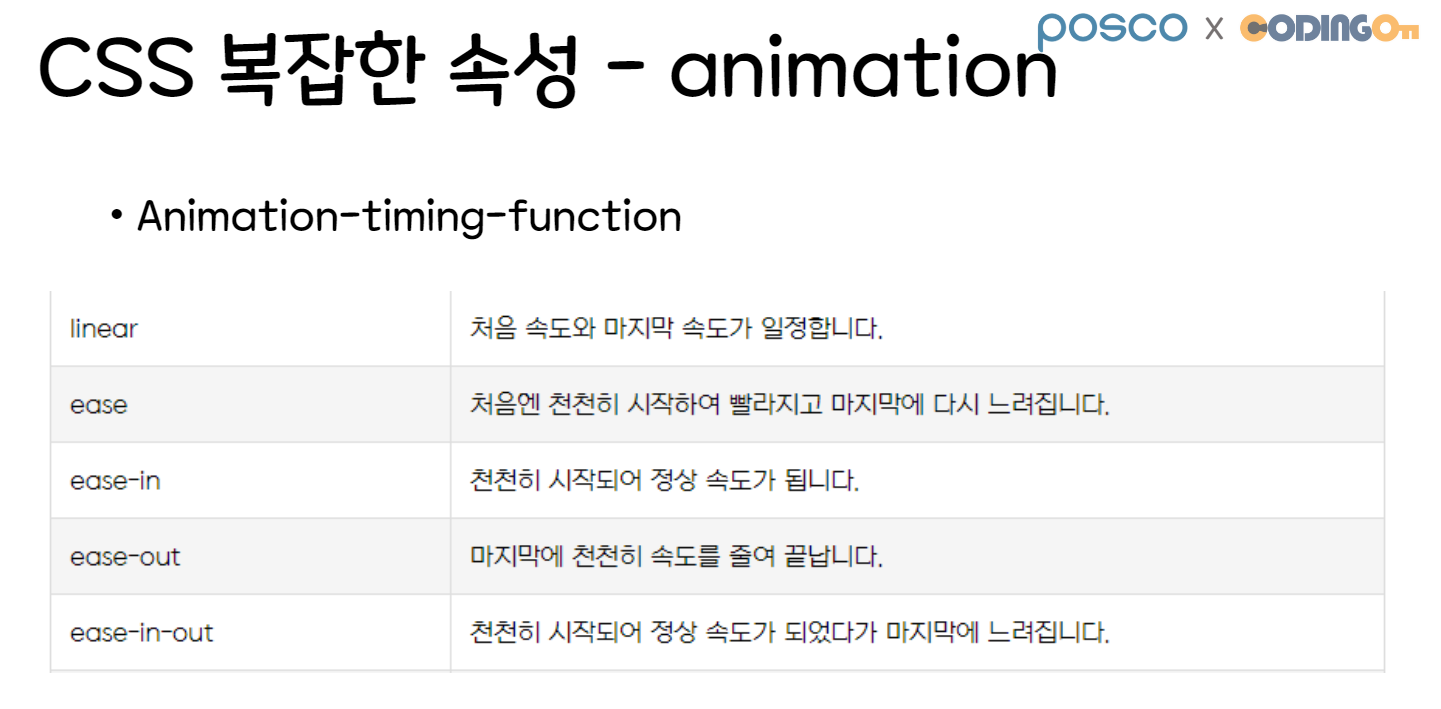 posco x CODINGOn
CSS 복잡한 속성 - animation
• Animation-timing-function
linear 처음 속도와 마지막 속도가 일정합니다.
ease 처음엔 천천히 시작하여 빨라지고 마지막에 다시 느려집니다.
ease-in 천천히 시작되어 정상 속도가 됩니다.
ease-out 마지막에 천천히 속도를 줄여 끝납니다.
ease-in-out 천천히 시작되어 정상 속도가 되었다가 마지막에 느려집니다.